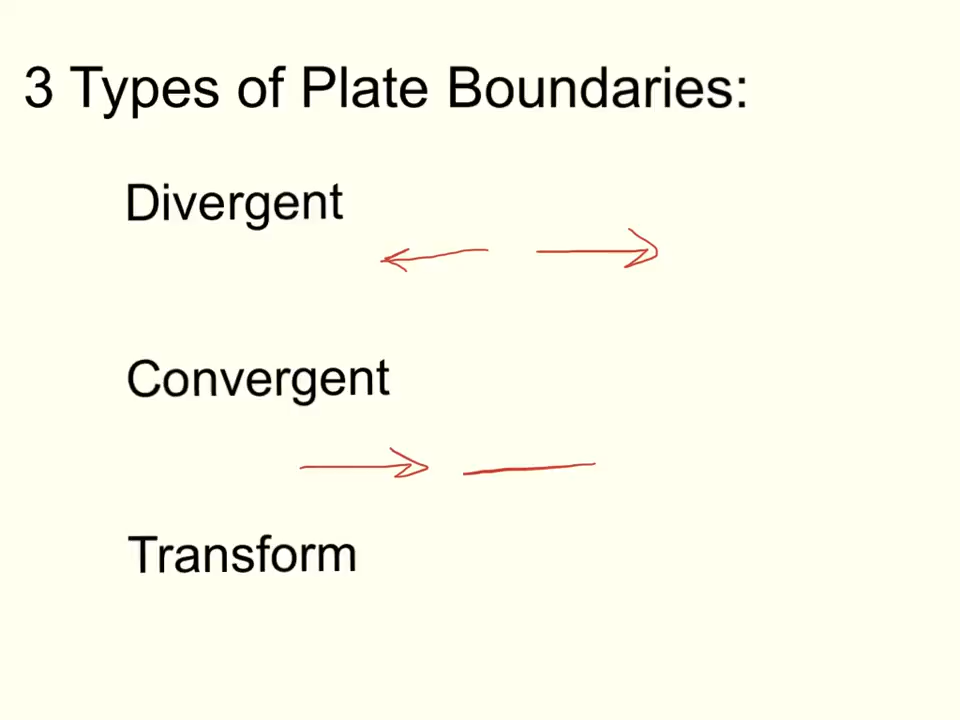 3 Types of Plate Boundaries:
Divergent
Convergent
Transform